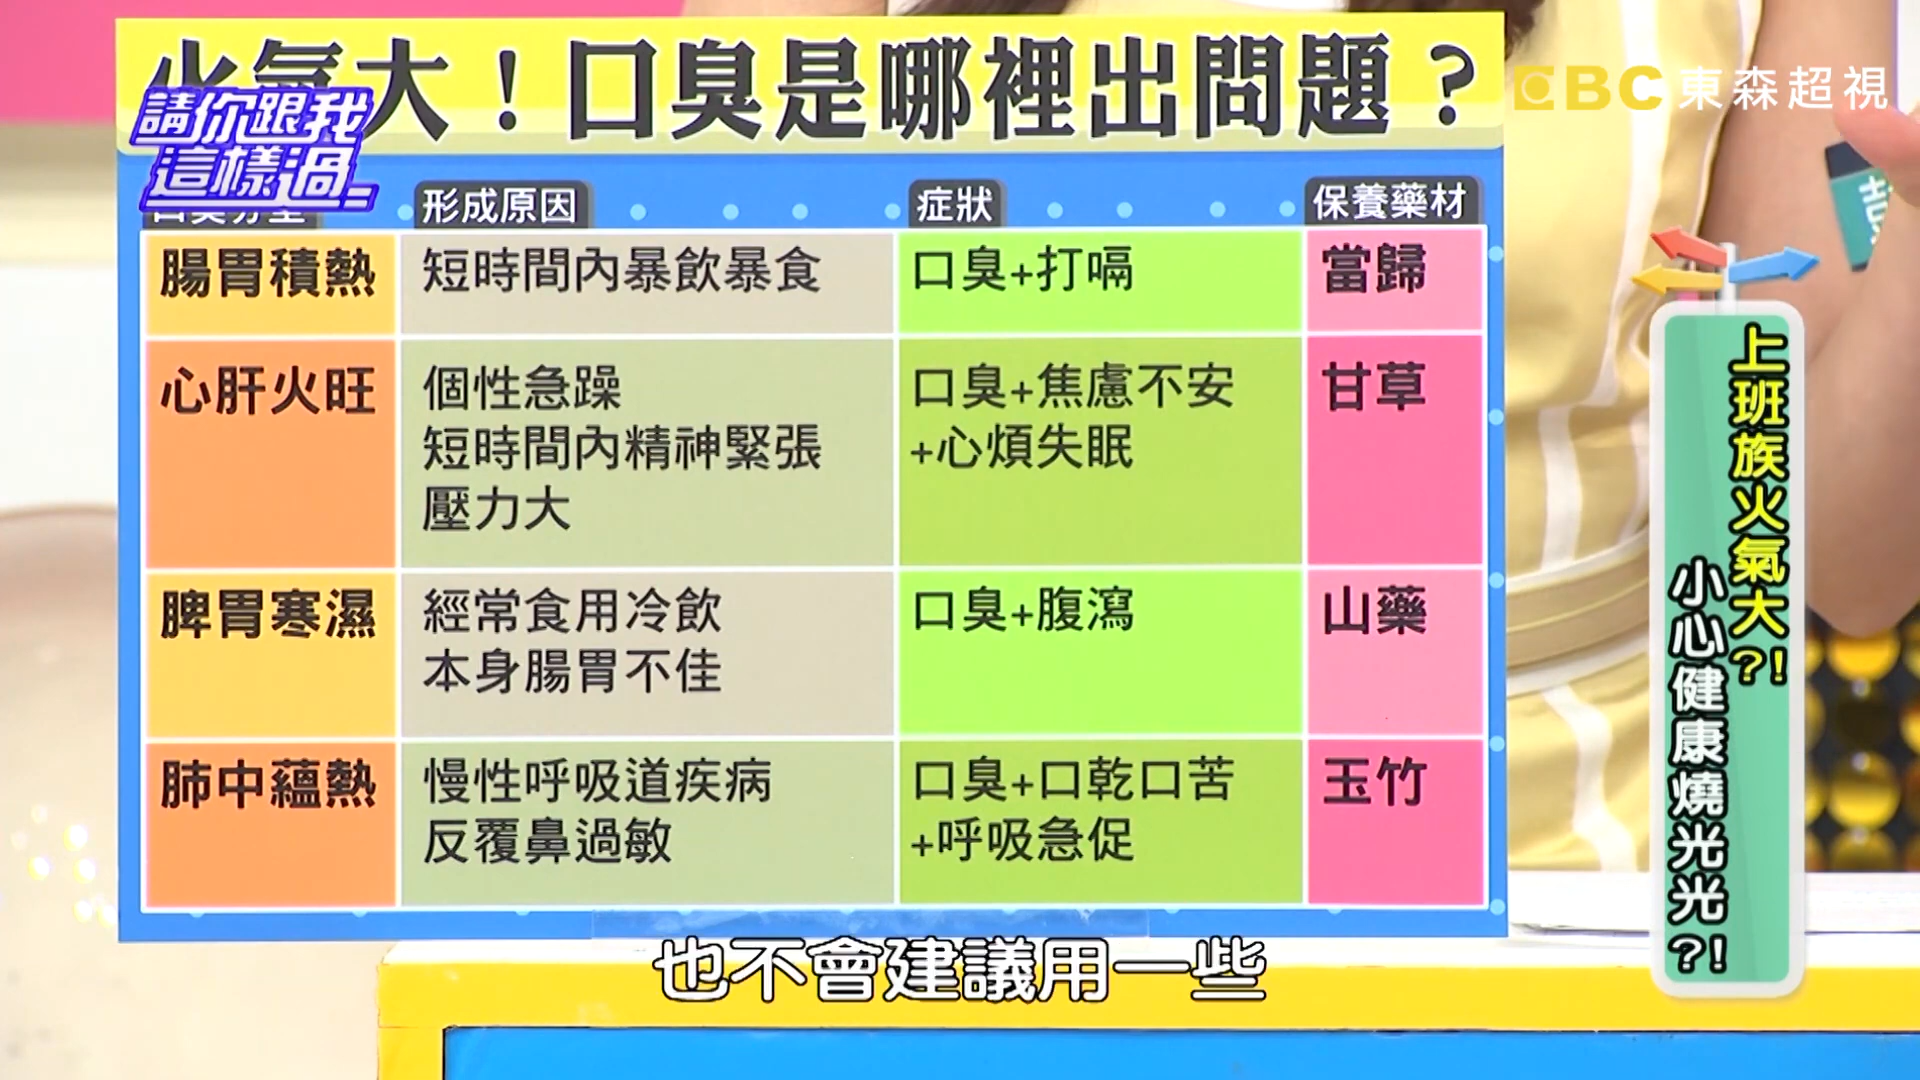 火氣大！口臭是哪裡出問題？
EBC 東森超視
請你跟我
這樣過
形成原因
症狀
保養藥材
腸胃積熱
短時間內暴飲暴食
口臭+打嗝
當歸
心肝火旺
個性急躁
短時間內精神緊張
壓力大
口臭+焦慮不安
+心煩失眠
甘草
脾胃寒濕
經常食用冷飲
本身腸胃不佳
口臭+腹瀉
山藥
肺中蘊熱
慢性呼吸道疾病
反覆鼻過敏
口臭+口乾口苦
+呼吸急促
玉竹
上班族火氣大?!
小心健康燒光光?!
也不會建議用一些